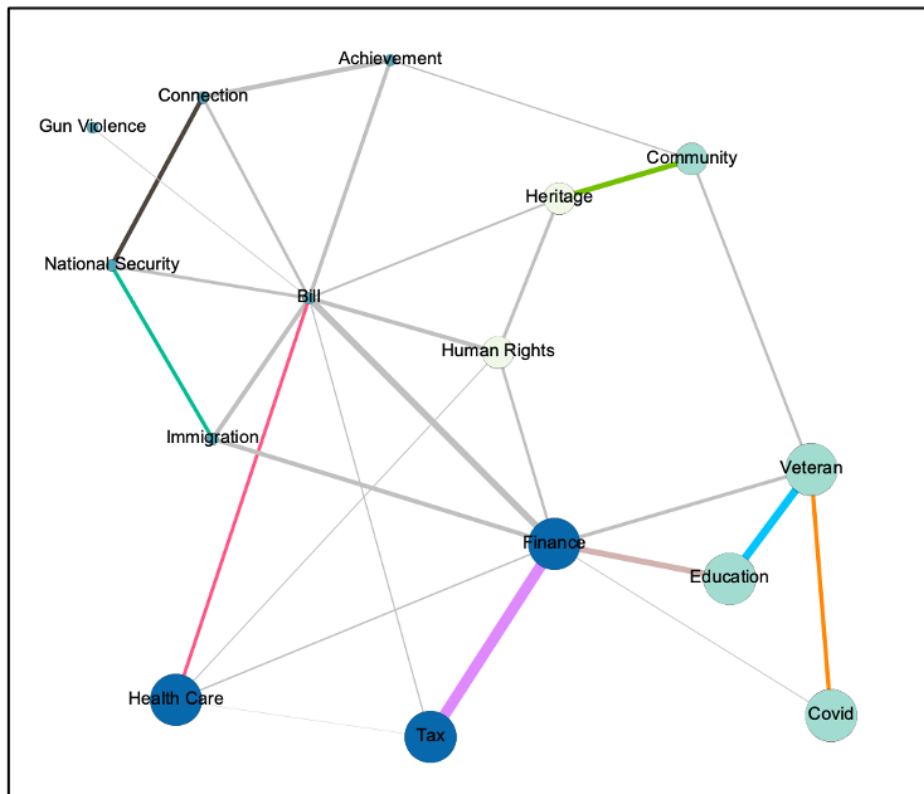 Achievement
Connection
Gun Violence
Community
Heritage
National Security
Bill
Human Rights
Immigration
Veteran
Finance
Education
Health Care
Covid
Tax